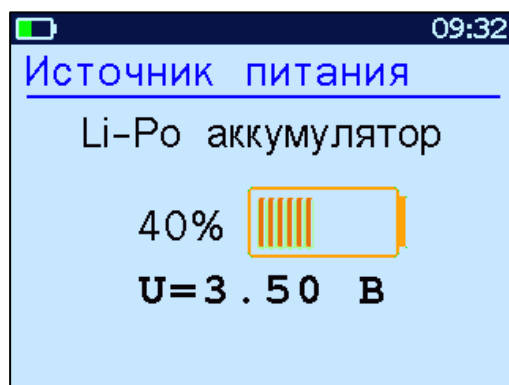 09:32
Источник питания
Li-Po аккумулятор
40%
U=3.50 В